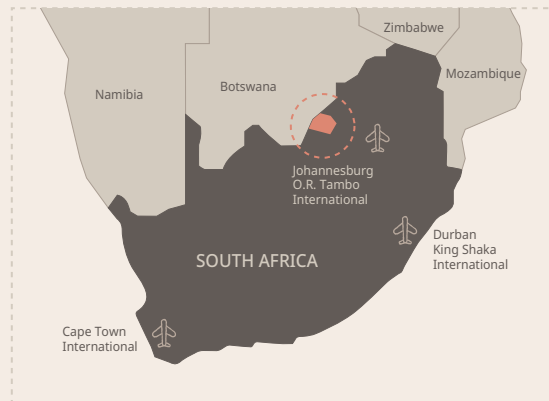 Zimbabwe
Mozambique
Botswana
Namibia
Johannesburg
O.R. Tambo
International
Durban
King Shaka
International
SOUTH AFRICA
Cape Town
International